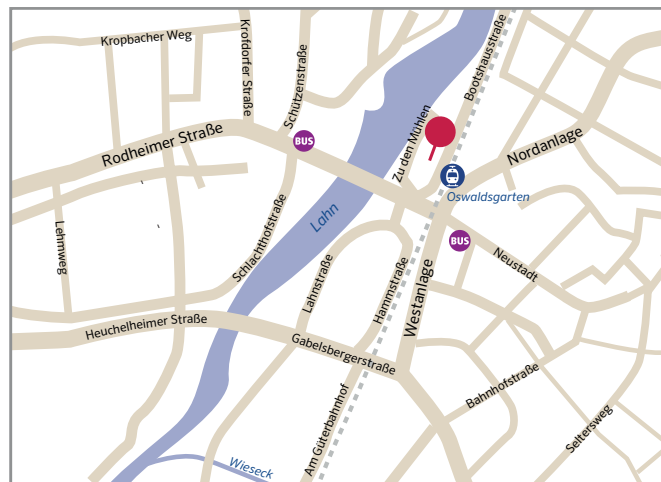 Kropbacher Weg
Krofdorfer Straße
Schützenstraße
Bootshausstraße
Rodheimer Straße
BUS
Zu den Mühlen
Nordanlage
Oswaldsgarten
Lehmweg
Schlachthofstraße
Lahn
BUS
Neustadt
Lahnstraße
Hammstraße
Westanlage
Heuchelheimer Straße
Gabelsbergerstraße
Bahnhofstraße
Seltersweg
Am Güterbahnhof
Wieseck